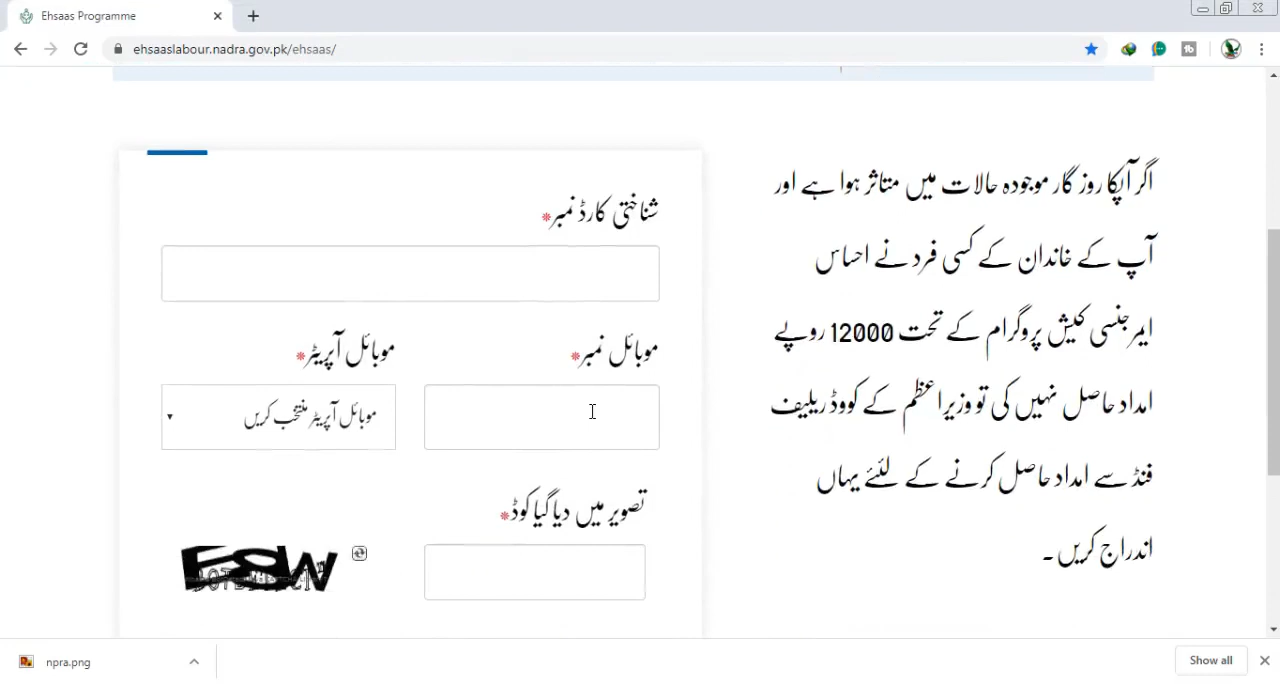 Ehsaas Programme
ehsaaslabour.nadra.gov.pk/ehsaas/
اگر آپکا روز گار موجودہ حالات میں متاثر ہوا ہے اور
آپ کے خاندان کے کسی فرد نے احساس
ایمرجنسی کیش پروگرام کے تحت 12000 روپے
امداد حاصل نہیں کی تو وزیراعظم کے کووڈ ریلیف
فنڈ سے امداد حاصل کرنے کے لئے یہاں
اندراج کریں۔
شناختی کارڈ نمبر*
موبائل نمبر*
موبائل آپریٹر*
موبائل آپریٹر منتخب کریں
تصویر میں دیا گیا کوڈ*
npra.png
Show all